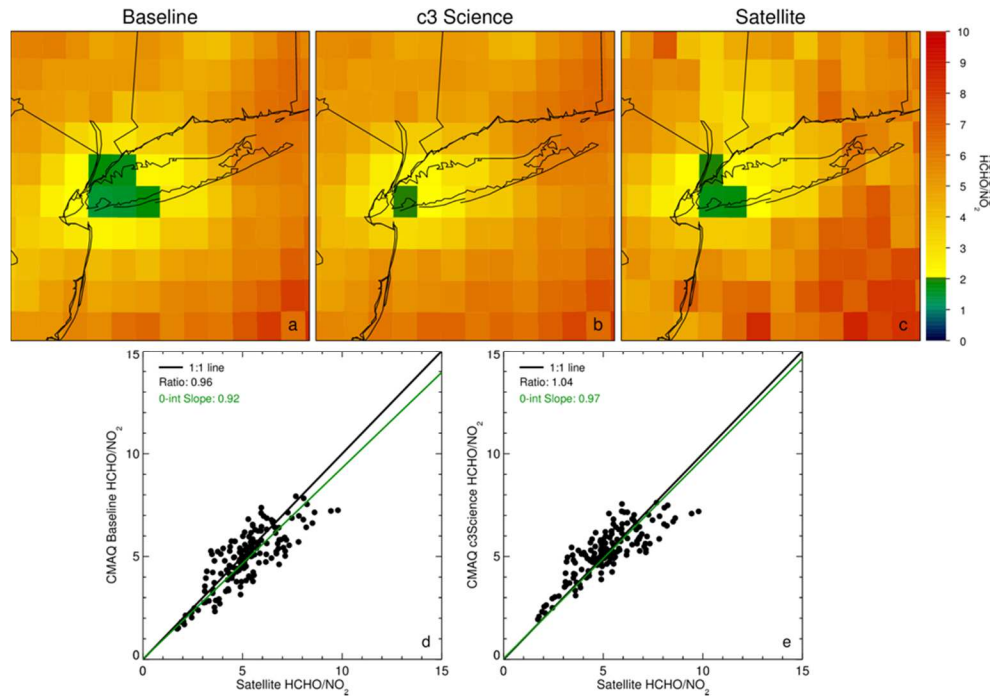 Baseline
c3 Science
Satellite
a
b
c
10
9
8
7
6
5
4
3
2
1
0
HCHO/NO₂
15
10
5
0
CMAQ Baseline HCHO/NO₂
1:1 line
Ratio: 0.96
0-int Slope: 0.92
d
0
5
10
15
Satellite HCHO/NO₂
15
10
5
0
CMAQ c3Science HCHO/NO₂
1:1 line
Ratio: 1.04
0-int Slope: 0.97
e
0
5
10
15
Satellite HCHO/NO₂